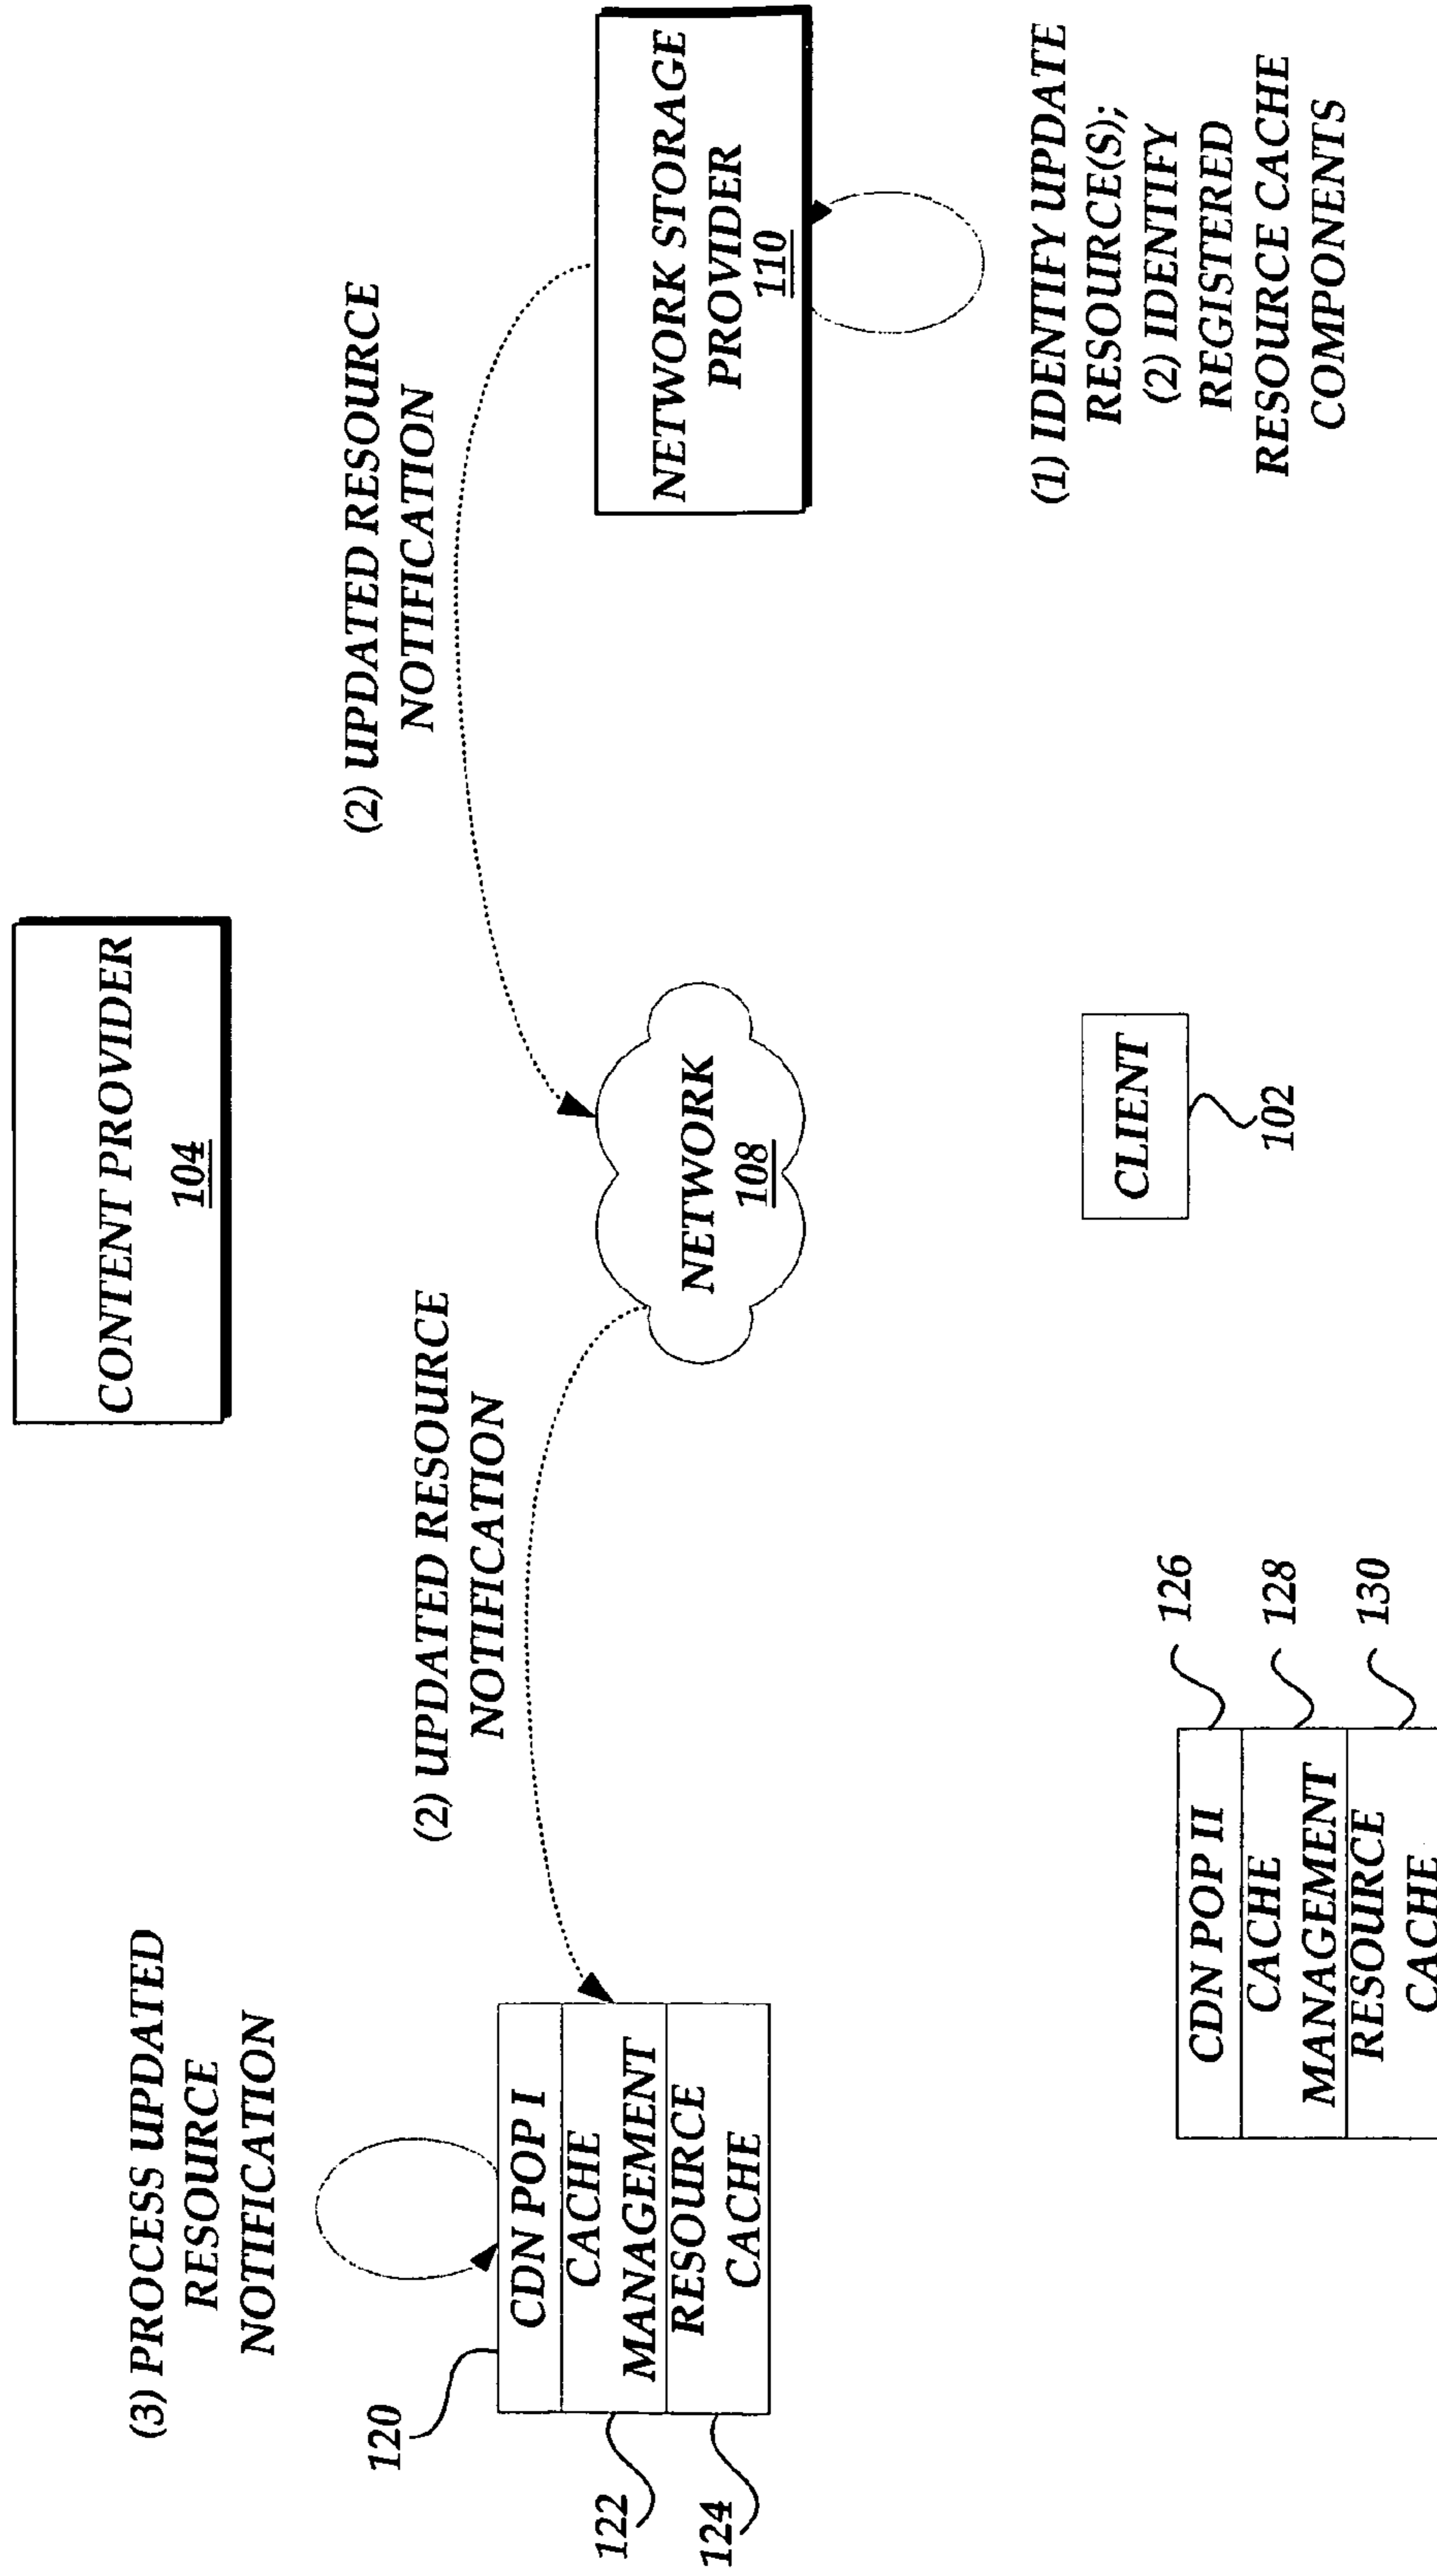 CONTENT PROVIDER
104
(3) PROCESS UPDATED
RESOURCE
NOTIFICATION
(2) UPDATED RESOURCE
NOTIFICATION
(2) UPDATED RESOURCE
NOTIFICATION
120
CDN POP I
122
CACHE
MANAGEMENT
124
RESOURCE
CACHE
NETWORK
108
NETWORK STORAGE
PROVIDER
110
(1) IDENTIFY UPDATE
RESOURCE(S);
(2) IDENTIFY
REGISTERED
RESOURCE CACHE
COMPONENTS
CLIENT
102
CDN POP II
126
CACHE
MANAGEMENT
128
RESOURCE
CACHE
130